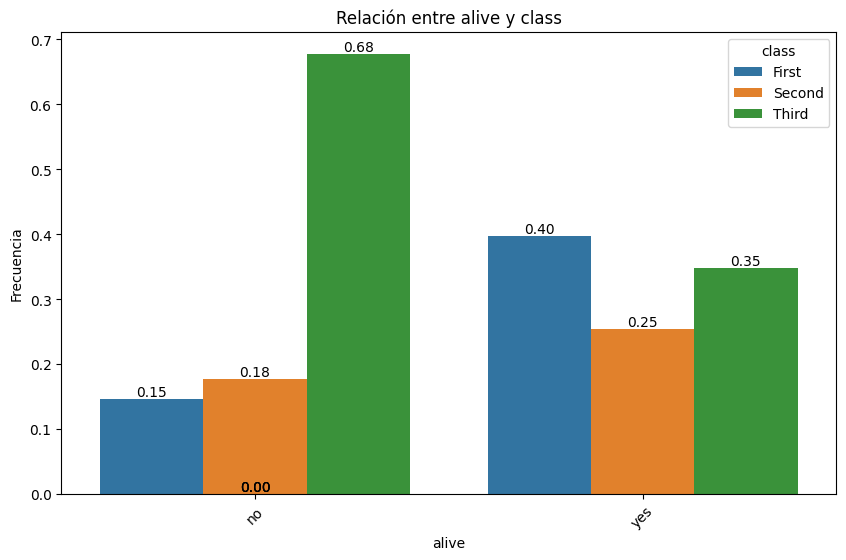 Relación entre alive y class
Frecuencia
0.7
0.6
0.5
0.4
0.3
0.2
0.1
0.0
0.68
0.40
0.35
0.25
0.18
0.15
0.00
class
First
Second
Third
no
yes
alive